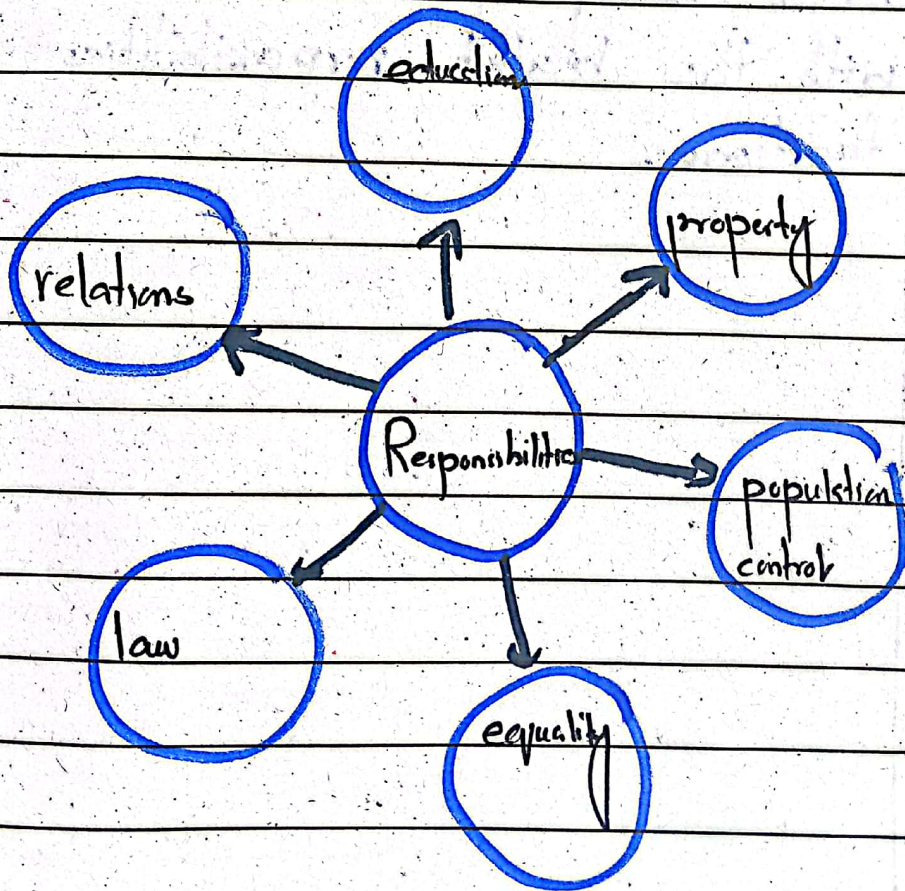 education
property
relations
Responsibilities
population
control
law
equality